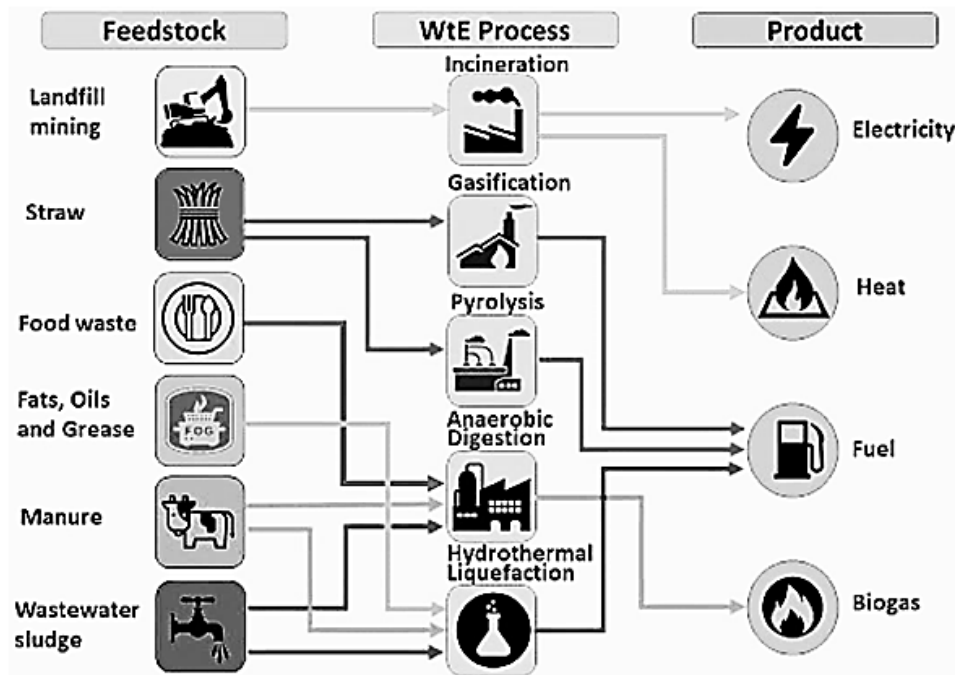 Feedstock
WtE Process
Product
Landfill
mining
Incineration
Electricity
Straw
Gasification
Heat
Food waste
Pyrolysis
Fats, Oils
and Grease
FOG
Anaerobic
Digestion
Fuel
Manure
Hydrothermal
Liquefaction
Wastewater
sludge
Biogas